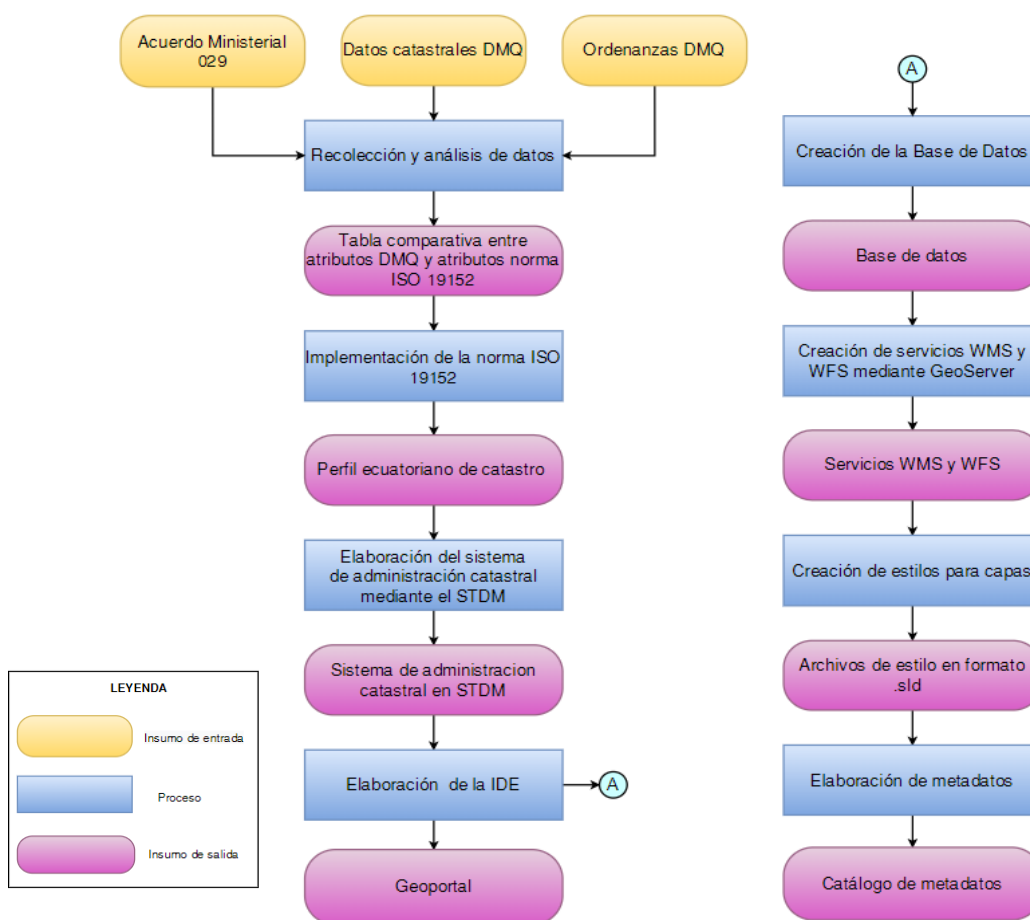 Acuerdo Ministerial
029
Datos catastrales DMQ
Ordenanzas DMQ
Recolección y análisis de datos
Tabla comparativa entre
atributos DMQ y atributos norma
ISO 19152
Implementación de la norma ISO
19152
Perfil ecuatoriano de catastro
Elaboración del sistema
de administración catastral
mediante el STDM
Sistema de administracion
catastral en STDM
Elaboración de la IDE
A
Geoportal
A
Creación de la Base de Datos
Base de datos
Creación de servicios WMS y
WFS mediante GeoServer
Servicios WMS y WFS
Creación de estilos para capas
Archivos de estilo en formato
.sld
Elaboración de metadatos
Catálogo de metadatos
LEYENDA
Insumo de entrada
Proceso
Insumo de salida